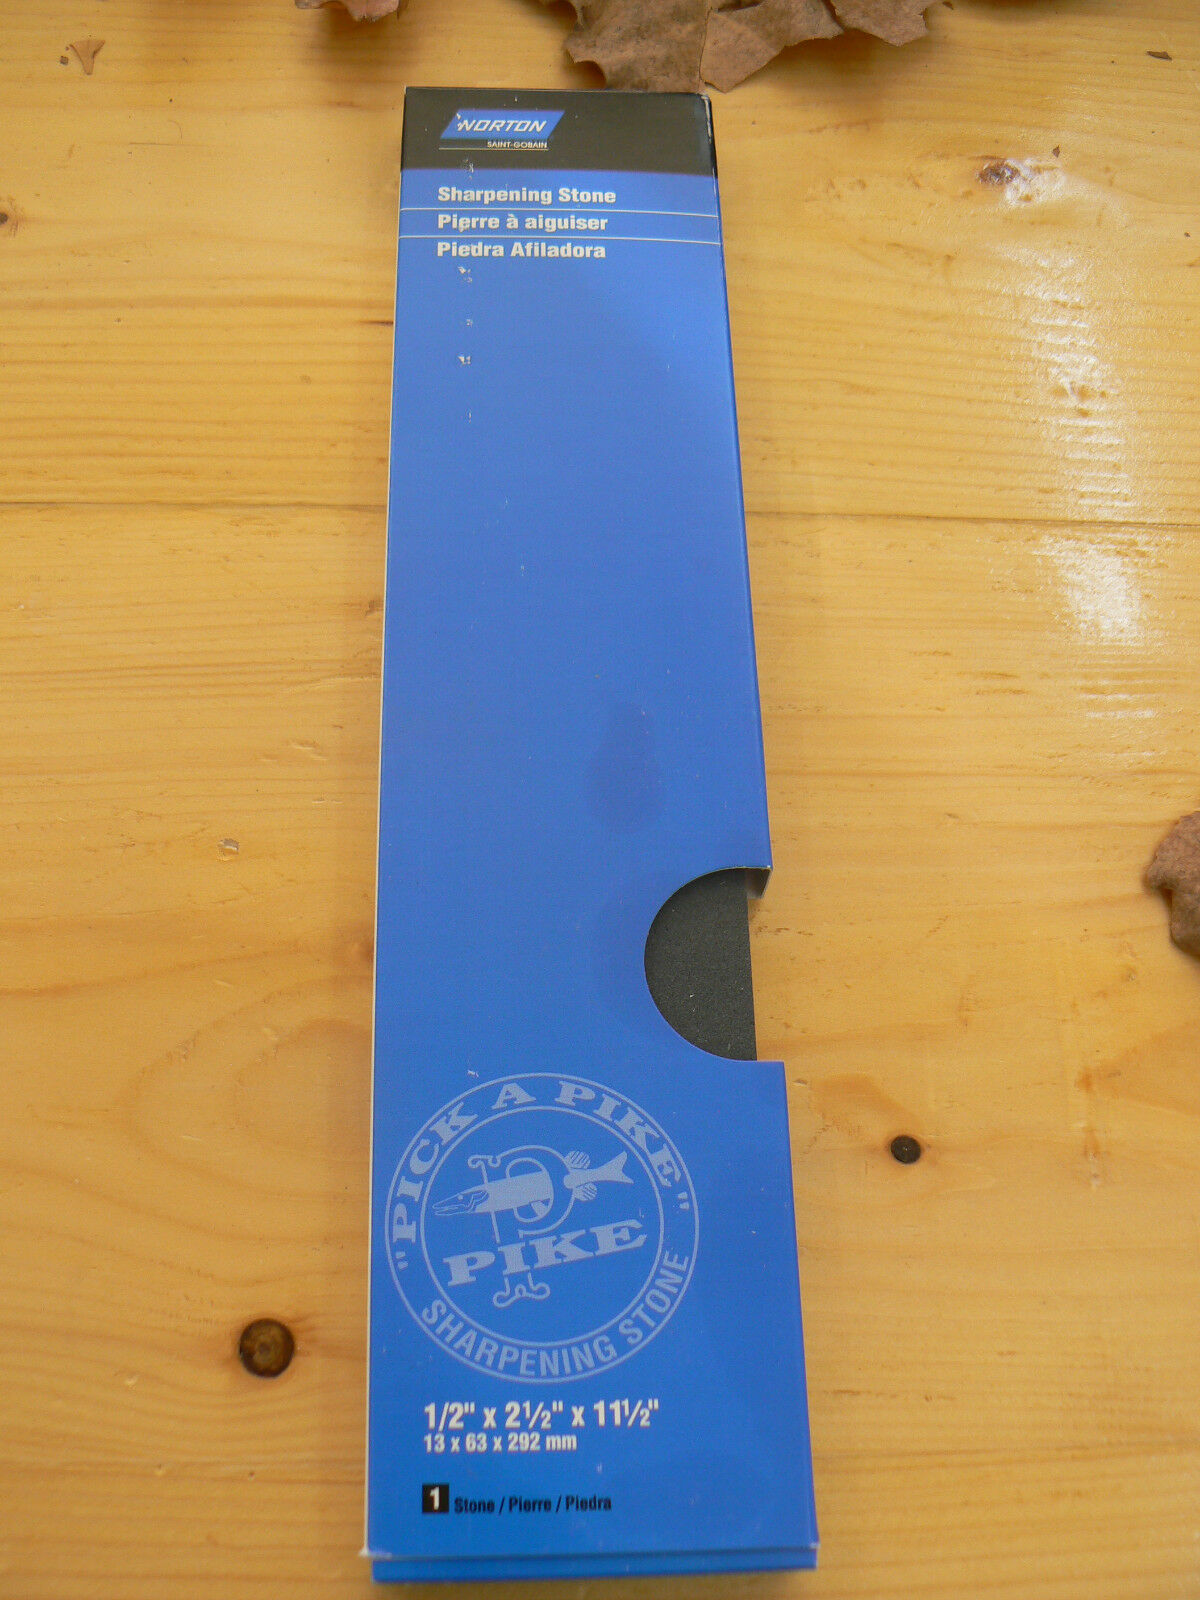 NORTON
SAINT-GOBAIN
Sharpening Stone
Pierre à aiguiser
Piedra Afiladora
"PICK A PIKE"
P
PIKE
SHARPENING STONE
1/2" x 2½" x 11½"
13 x 63 x 292 mm
1 Stone / Pierre / Piedra